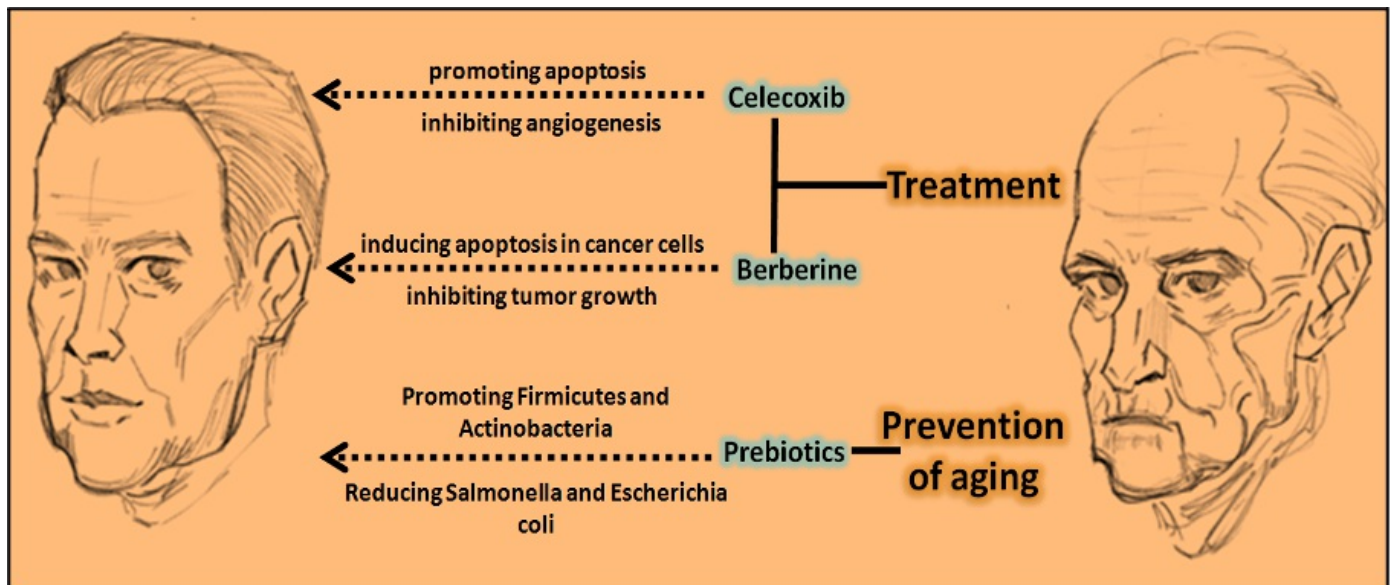 promoting apoptosis
Celecoxib
inhibiting angiogenesis
Treatment
inducing apoptosis in cancer cells
Berberine
inhibiting tumor growth
Promoting Firmicutes and
Actinobacteria
Prebiotics
Prevention
of aging
Reducing Salmonella and Escherichia
coli